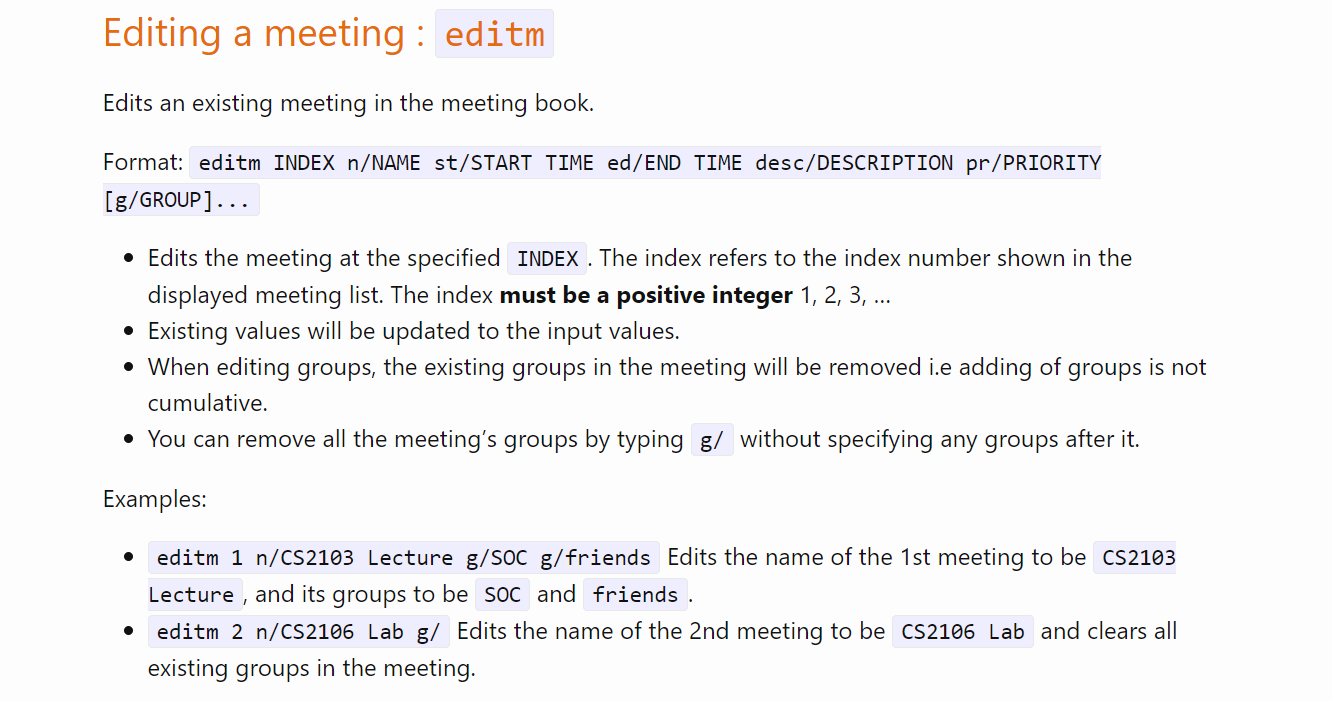 Editing a meeting : editm
Edits an existing meeting in the meeting book.
Format: editm INDEX n/NAME st/START TIME ed/END TIME desc/DESCRIPTION pr/PRIORITY
[g/GROUP]...
• Edits the meeting at the specified INDEX. The index refers to the index number shown in the
displayed meeting list. The index must be a positive integer 1, 2, 3, …
• Existing values will be updated to the input values.
• When editing groups, the existing groups in the meeting will be removed i.e adding of groups is not
cumulative.
• You can remove all the meeting’s groups by typing g/ without specifying any groups after it.
Examples:
• editm 1 n/CS2103 Lecture g/SOC g/friends Edits the name of the 1st meeting to be CS2103
Lecture, and its groups to be SOC and friends.
• editm 2 n/CS2106 Lab g/ Edits the name of the 2nd meeting to be CS2106 Lab and clears all
existing groups in the meeting.